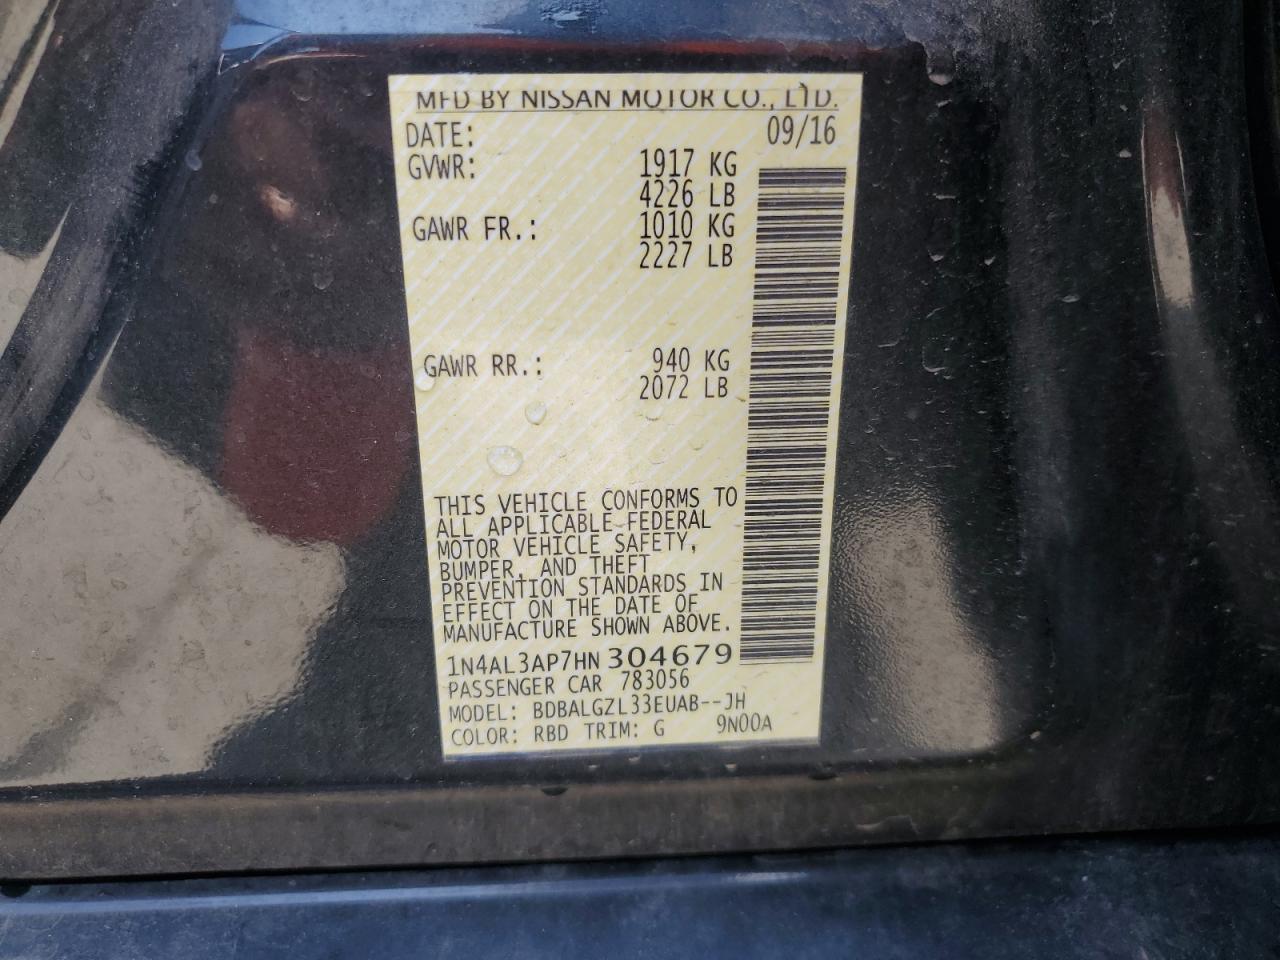 MFD BY NISSAN MOTOR CO., LTD.
DATE: 09/16
GVWR: 1917 KG
4226 LB
GAWR FR.: 1010 KG
2227 LB
GAWR RR.: 940 KG
2072 LB
THIS VEHICLE CONFORMS TO
ALL APPLICABLE FEDERAL
MOTOR VEHICLE SAFETY,
BUMPER, AND THEFT
PREVENTION STANDARDS IN
EFFECT ON THE DATE OF
MANUFACTURE SHOWN ABOVE.
1N4AL3AP7HN304679
PASSENGER CAR 783056
MODEL: BDBALGZL33EUAB--JH
COLOR: RBD TRIM: G 9N00A